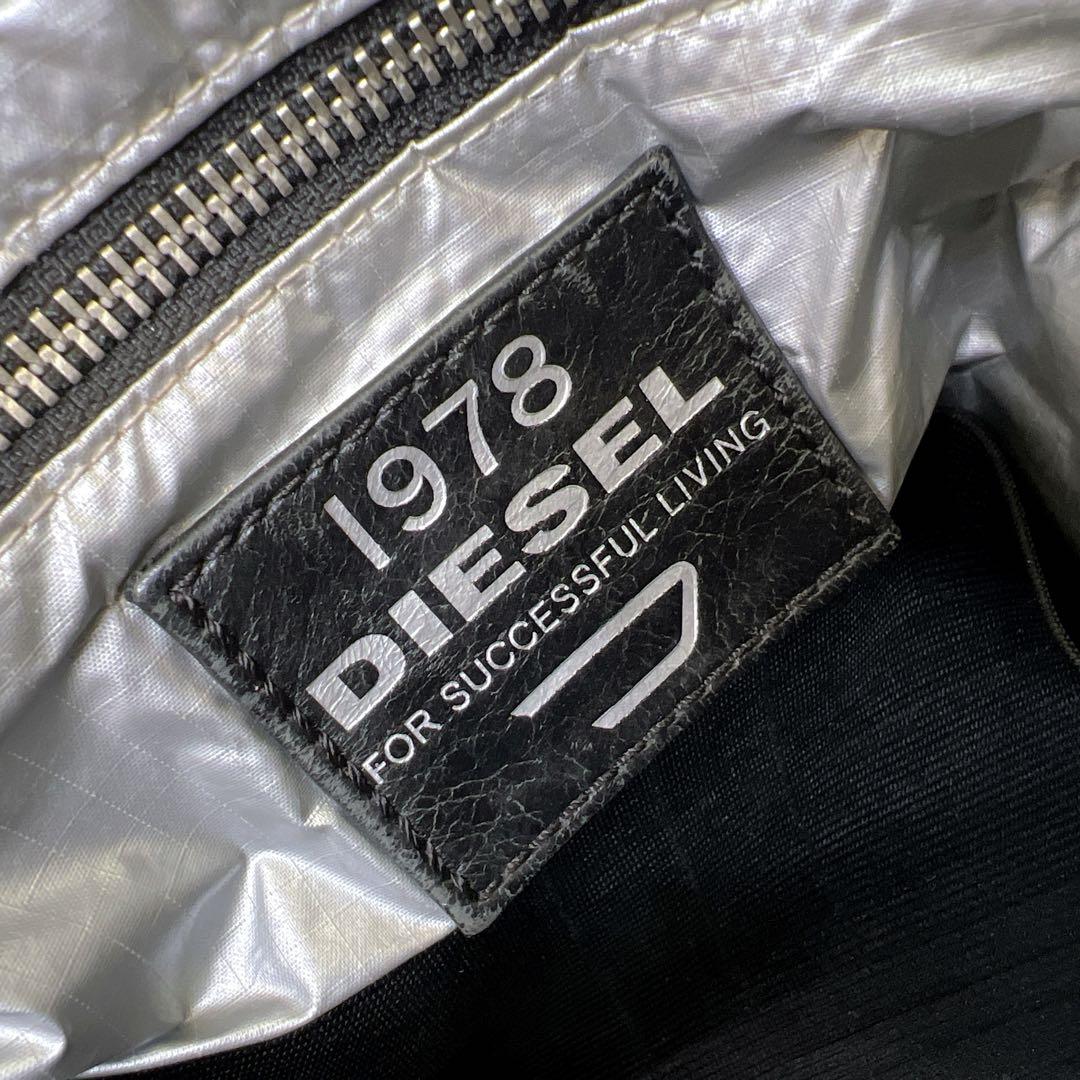 1978
DIESEL
FOR SUCCESSFUL LIVING